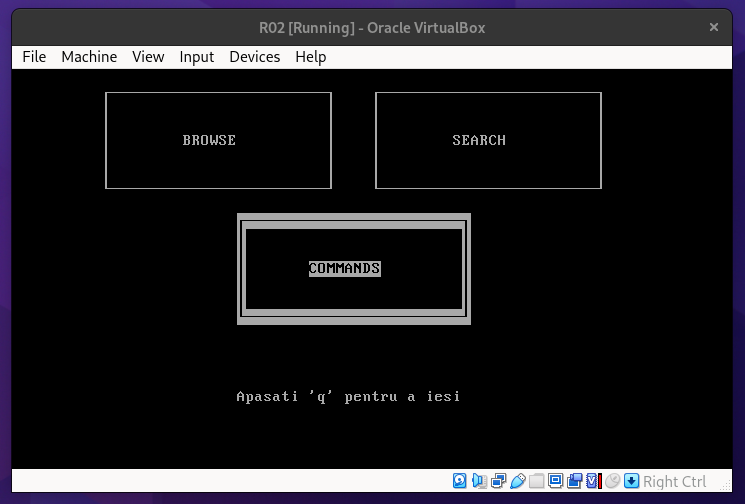 R02 [Running] - Oracle VirtualBox
File Machine View Input Devices Help
BROWSE SEARCH
COMMANDS
Apasati 'q' pentru a iesi
Right Ctrl